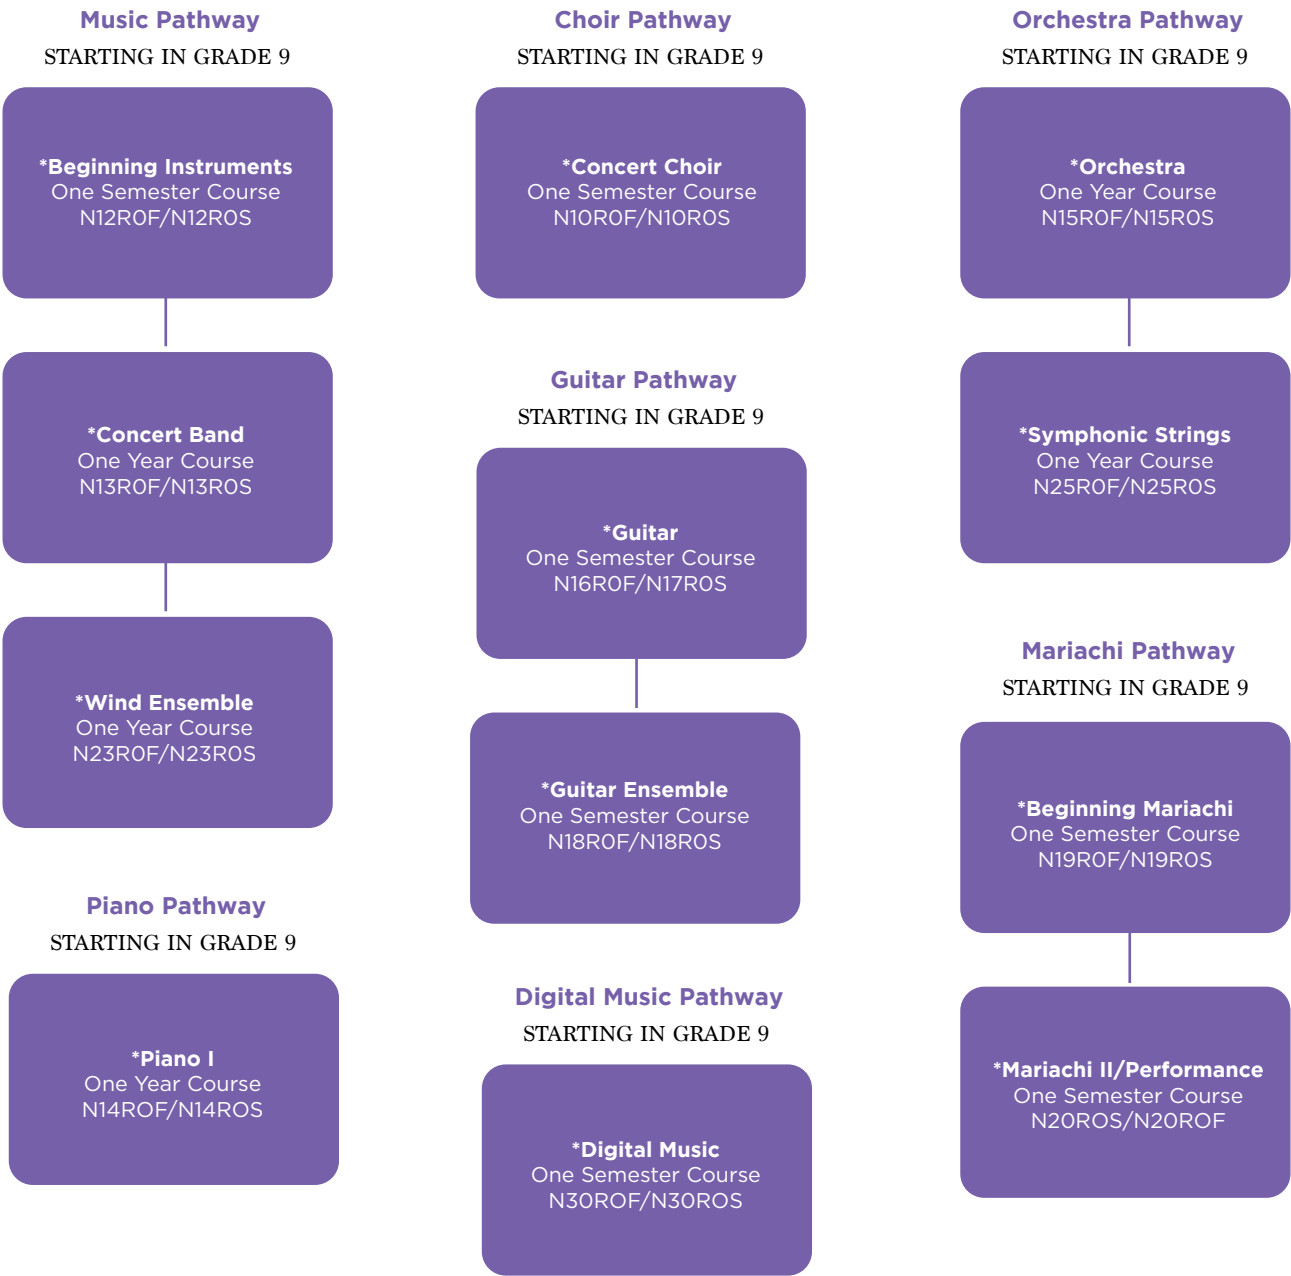 Music Pathway
STARTING IN GRADE 9
*Beginning Instruments
One Semester Course
N12R0F/N12R0S
*Concert Band
One Year Course
N13R0F/N13R0S
*Wind Ensemble
One Year Course
N23R0F/N23R0S
Piano Pathway
STARTING IN GRADE 9
*Piano I
One Year Course
N14ROF/N14ROS
Choir Pathway
STARTING IN GRADE 9
*Concert Choir
One Semester Course
N10R0F/N10R0S
Guitar Pathway
STARTING IN GRADE 9
*Guitar
One Semester Course
N16R0F/N17R0S
*Guitar Ensemble
One Semester Course
N18R0F/N18R0S
Digital Music Pathway
STARTING IN GRADE 9
*Digital Music
One Semester Course
N30ROF/N30ROS
Orchestra Pathway
STARTING IN GRADE 9
*Orchestra
One Year Course
N15R0F/N15R0S
*Symphonic Strings
One Year Course
N25R0F/N25R0S
Mariachi Pathway
STARTING IN GRADE 9
*Beginning Mariachi
One Semester Course
N19R0F/N19R0S
*Mariachi II/Performance
One Semester Course
N20ROS/N20ROF